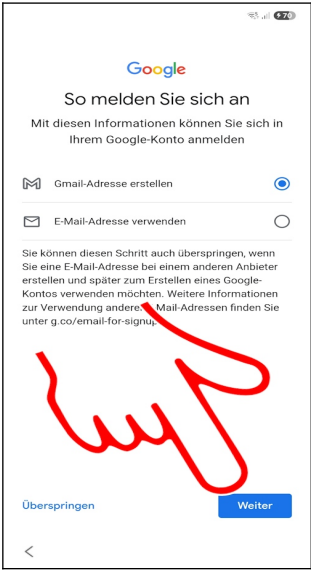 70
Google
So melden Sie sich an
Mit diesen Informationen können Sie sich in
Ihrem Google-Konto anmelden
Gmail-Adresse erstellen
E-Mail-Adresse verwenden
Sie können diesen Schritt auch überspringen, wenn
Sie eine E-Mail-Adresse bei einem anderen Anbieter
erstellen und später zum Erstellen eines Google-
Kontos verwenden möchten. Weitere Informationen
zur Verwendung andere Mail-Adressen finden Sie
unter g.co/email-for-signup
Überspringen
Weiter